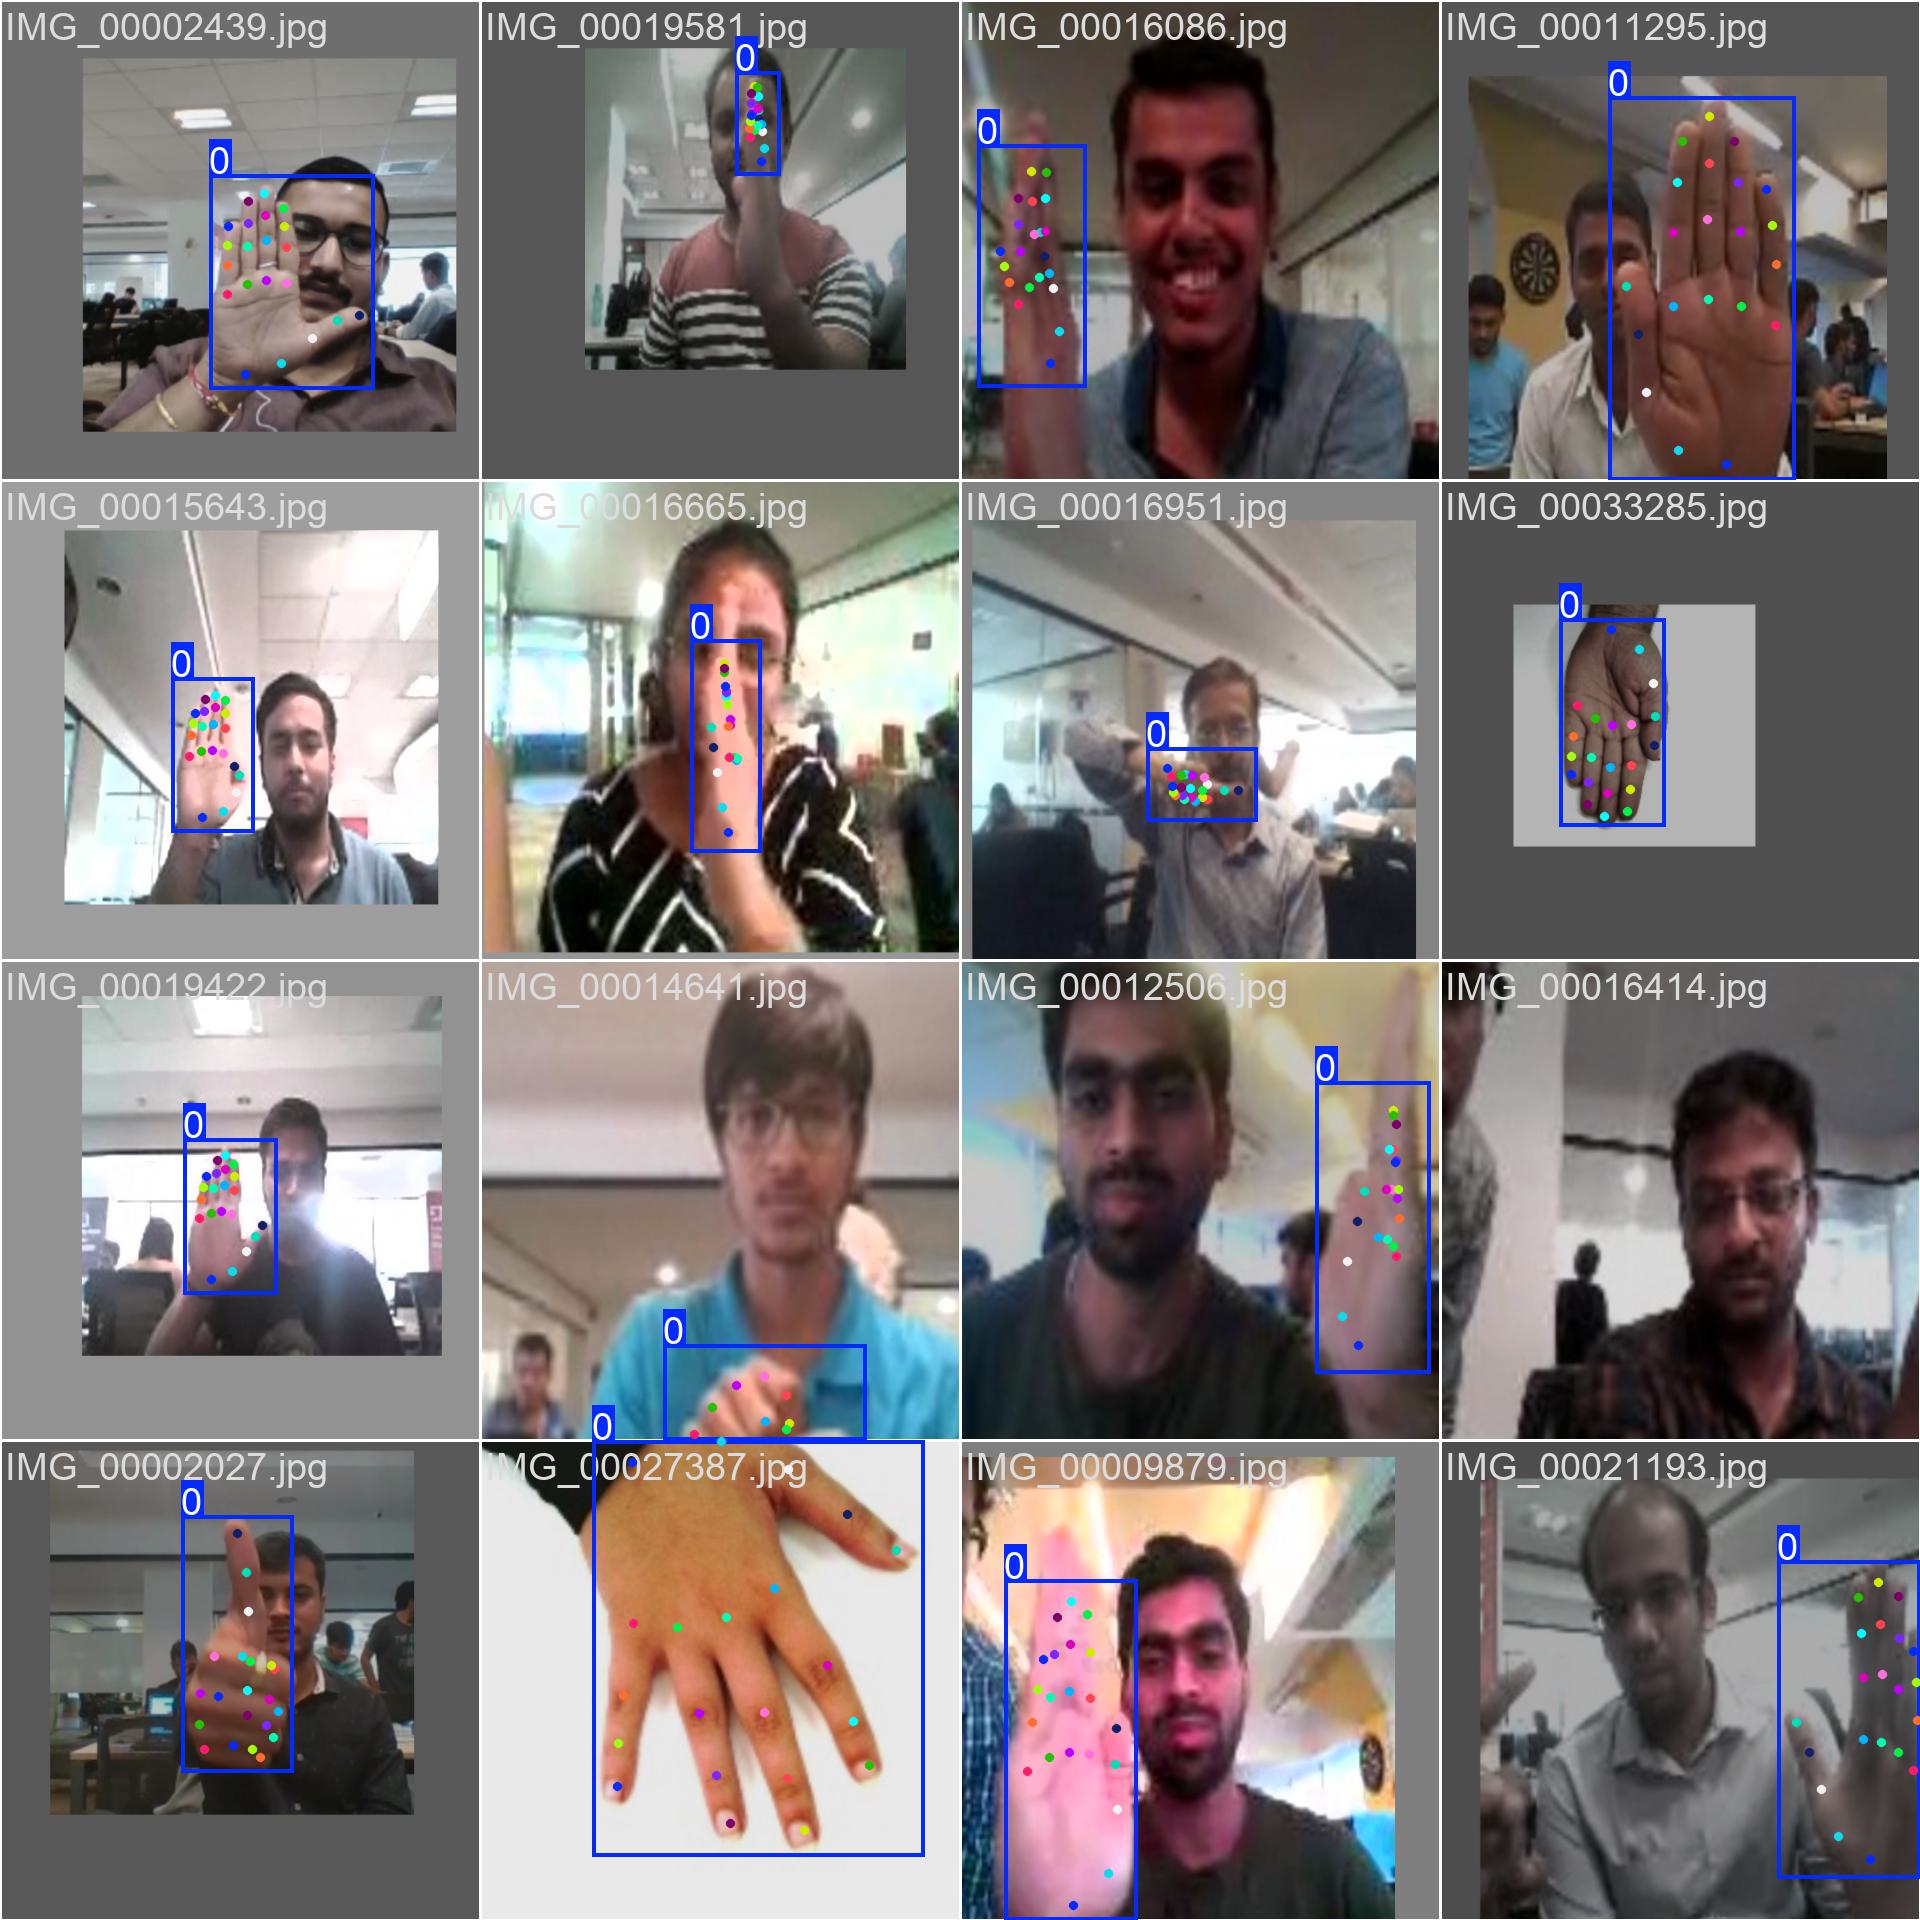 IMG_00002439.jpg
IMG_00019581.jpg
IMG_00016086.jpg
IMG_00011295.jpg
0
0
0
0
IMG_00015643.jpg
IMG_00016665.jpg
IMG_00016951.jpg
IMG_00033285.jpg
0
0
0
0
IMG_00019422.jpg
IMG_00014641.jpg
IMG_00012506.jpg
IMG_00016414.jpg
0
0
0
IMG_00002027.jpg
IMG_00027387.jpg
IMG_00009879.jpg
IMG_00021193.jpg
0
0
0
0